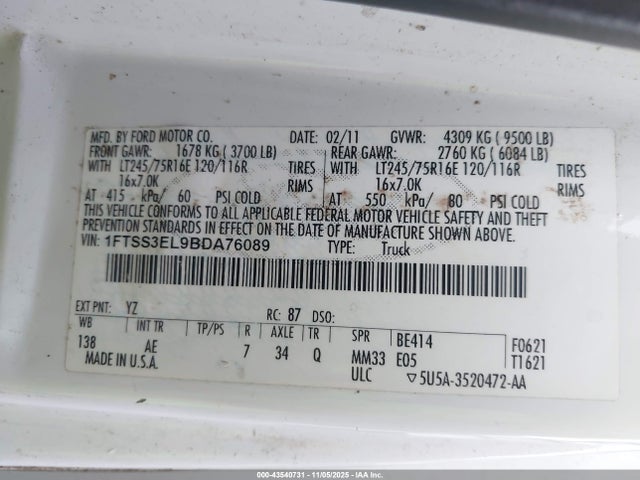 MFD. BY FORD MOTOR CO. DATE: 02/11 GVWR: 4309 KG ( 9500 LB)
FRONT GAWR: 1678 KG ( 3700 LB) REAR GAWR: 2760 KG ( 6084 LB)
WITH LT245/75R16E 120/116R TIRES WITH LT245/75R16E 120/116R TIRES
16x7.0K RIMS 16x7.0K RIMS
AT 415 kPa/ 60 PSI COLD AT 550 kPa/ 80 PSI COLD
THIS VEHICLE CONFORMS TO ALL APPLICABLE FEDERAL MOTOR VEHICLE SAFETY AND THEFT
PREVENTION STANDARDS IN EFFECT ON THE DATE OF MANUFACTURE SHOWN ABOVE.
VIN: 1FTSS3EL9BDA76089 TYPE: Truck
EXT PNT: YZ RC: 87 DSO:
WB INT TR TP/PS R AXLE TR SPR BE414 F0621
138 AE 7 34 Q MM33 E05 T1621
MADE IN U.S.A. ULC ▽5U5A-3520472-AA
000-43540731 - 11/05/2025 - IAAI.COM